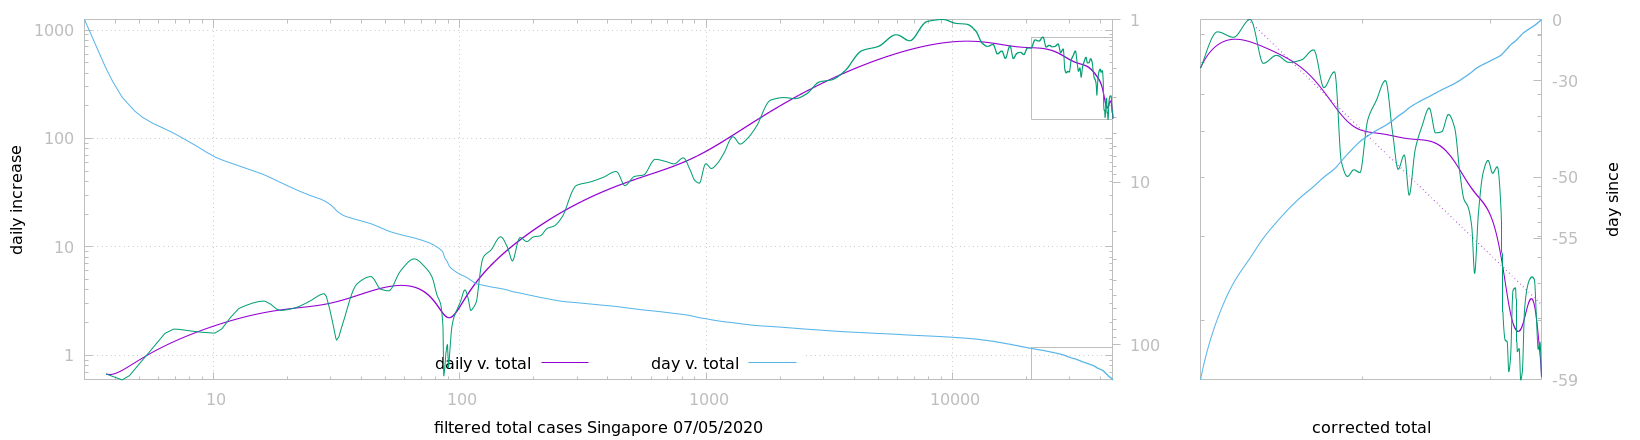 1000
100
10
1
daily increase
10
100
1000
10000
filtered total cases Singapore 07/05/2020
daily v. total
day v. total
1
10
100
0
-30
-50
-55
-59
day since
corrected total